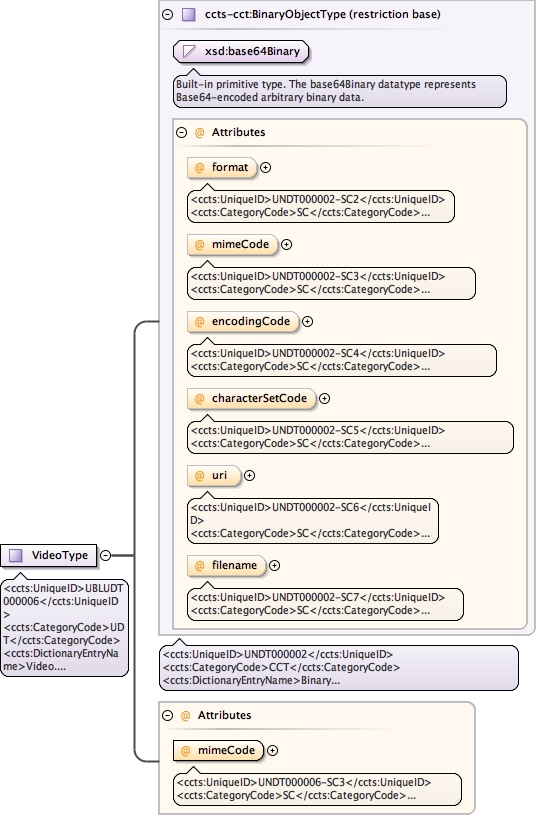 ccts-cct:BinaryObjectType (restriction base)
xsd:base64Binary
Built-in primitive type. The base64Binary datatype represents
Base64-encoded arbitrary binary data.
@ Attributes
@ format
<ccts:UniqueID>UNDT000002-SC2</ccts:UniqueID>
<ccts:CategoryCode>SC</ccts:CategoryCode>...
@ mimeCode
<ccts:UniqueID>UNDT000002-SC3</ccts:UniqueID>
<ccts:CategoryCode>SC</ccts:CategoryCode>...
@ encodingCode
<ccts:UniqueID>UNDT000002-SC4</ccts:UniqueID>
<ccts:CategoryCode>SC</ccts:CategoryCode>...
@ characterSetCode
<ccts:UniqueID>UNDT000002-SC5</ccts:UniqueID>
<ccts:CategoryCode>SC</ccts:CategoryCode>...
@ uri
<ccts:UniqueID>UNDT000002-SC6</ccts:UniqueI
D>
<ccts:CategoryCode>SC</ccts:CategoryCode>...
@ filename
<ccts:UniqueID>UNDT000002-SC7</ccts:UniqueID>
<ccts:CategoryCode>SC</ccts:CategoryCode>...
VideoType
<ccts:UniqueID>UBLUDT
000006</ccts:UniqueID
>
<ccts:CategoryCode>UD
T</ccts:CategoryCode>
<ccts:DictionaryEntryNa
me>Video....
<ccts:UniqueID>UNDT000002</ccts:UniqueID>
<ccts:CategoryCode>CCT</ccts:CategoryCode>
<ccts:DictionaryEntryName>Binary...
@ Attributes
@ mimeCode
<ccts:UniqueID>UNDT000006-SC3</ccts:UniqueID>
<ccts:CategoryCode>SC</ccts:CategoryCode>...